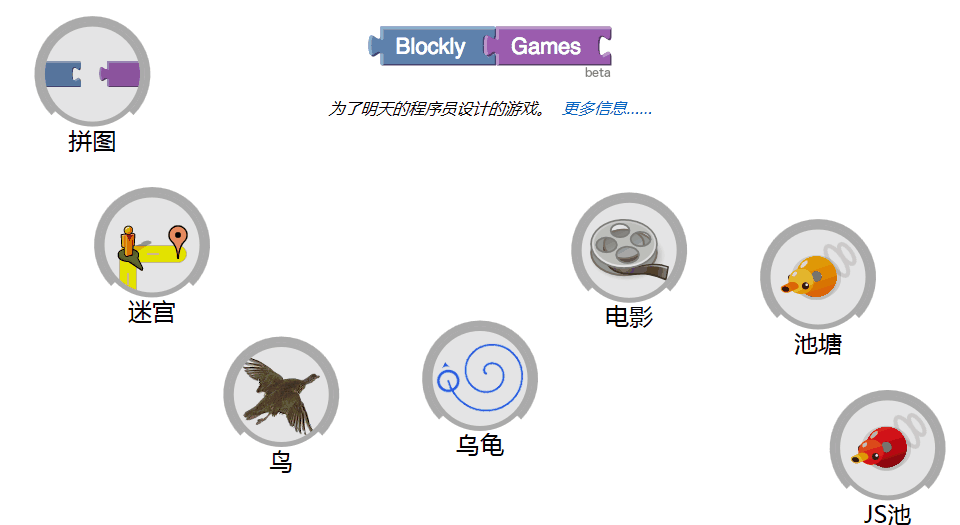 Blockly Games
beta
为了明天的程序员设计的游戏。 更多信息......
拼图
迷宫
鸟
乌龟
电影
池塘
JS池